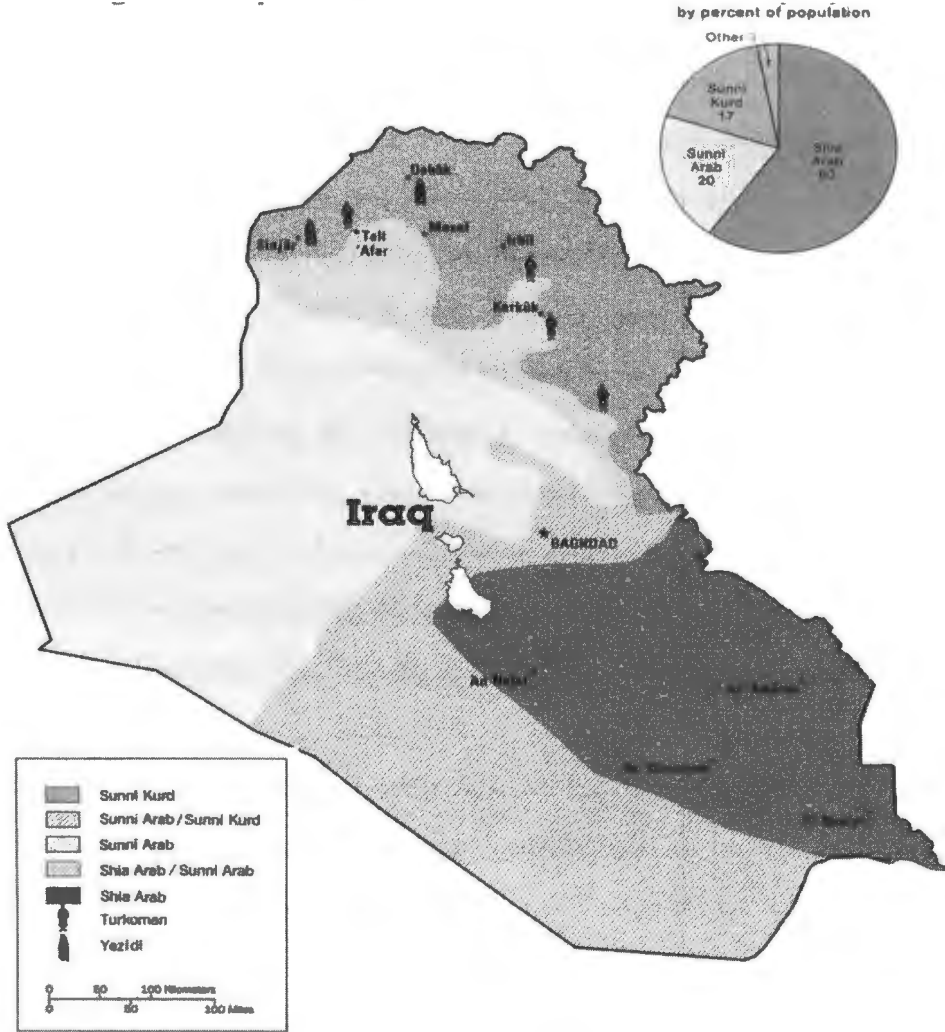 by percent of population
Other
Sunni
Kurd
17
Sunni
Arab
20
Shia
Arab
Dahūk
Sinjār
Tall
Afar
Mosul
Irbīl
Karkūk
Iraq
BAGHDAD
An Najaf
Sunni Kurd
Sunni Arab/Sunni Kurd
Sunni Arab
Shia Arab/Sunni Arab
Shia Arab
Turkoman
Yezidi
0 50 100 Kilometers
0 50 100 Miles